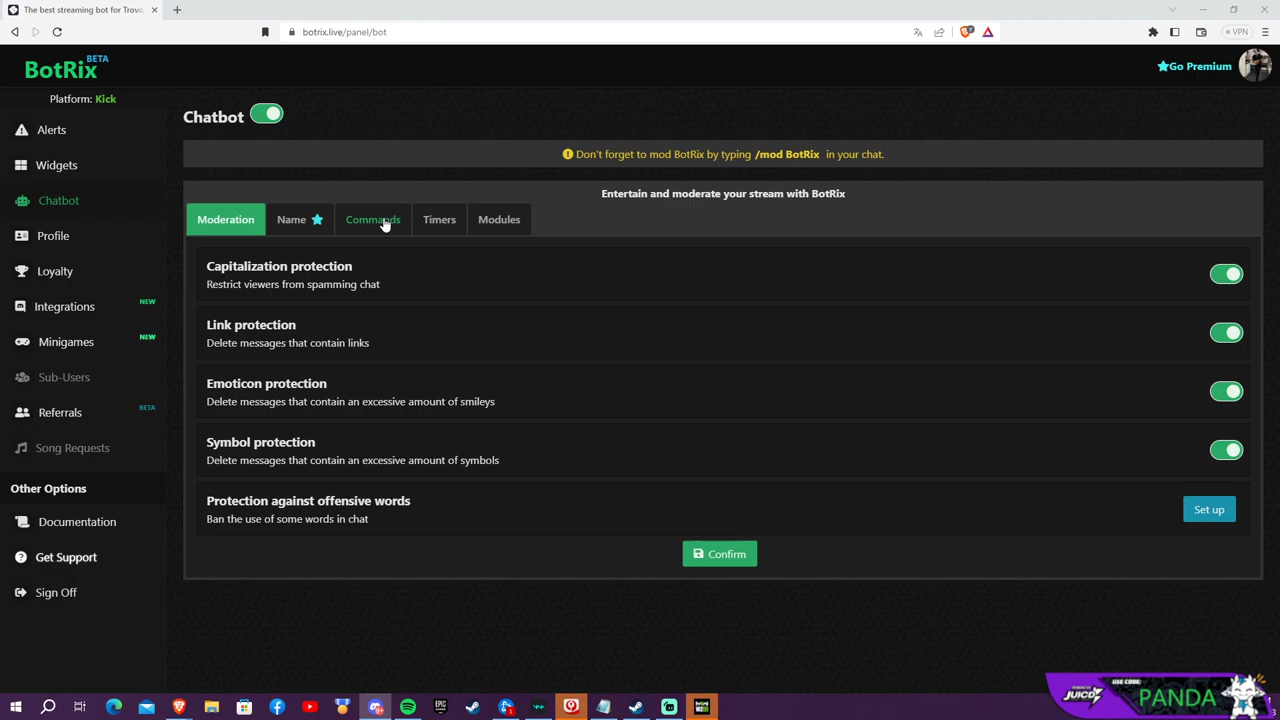 The best streaming bot for Trovo,
botrix.live/panel/bot
VPN
BotRix
BETA
Go Premium
Platform: Kick
Alerts
Widgets
Chatbot
Profile
Loyalty
Integrations NEW
Minigames NEW
Sub-Users
Referrals BETA
Song Requests
Other Options
Documentation
Get Support
Sign Off
Chatbot
Don't forget to mod BotRix by typing /mod BotRix in your chat.
Entertain and moderate your stream with BotRix
Moderation Name Commands Timers Modules
Capitalization protection
Restrict viewers from spamming chat
Link protection
Delete messages that contain links
Emoticon protection
Delete messages that contain an excessive amount of smileys
Symbol protection
Delete messages that contain an excessive amount of symbols
Protection against offensive words
Ban the use of some words in chat
Set up
Confirm
JUICD
USE CODE:
PANDA